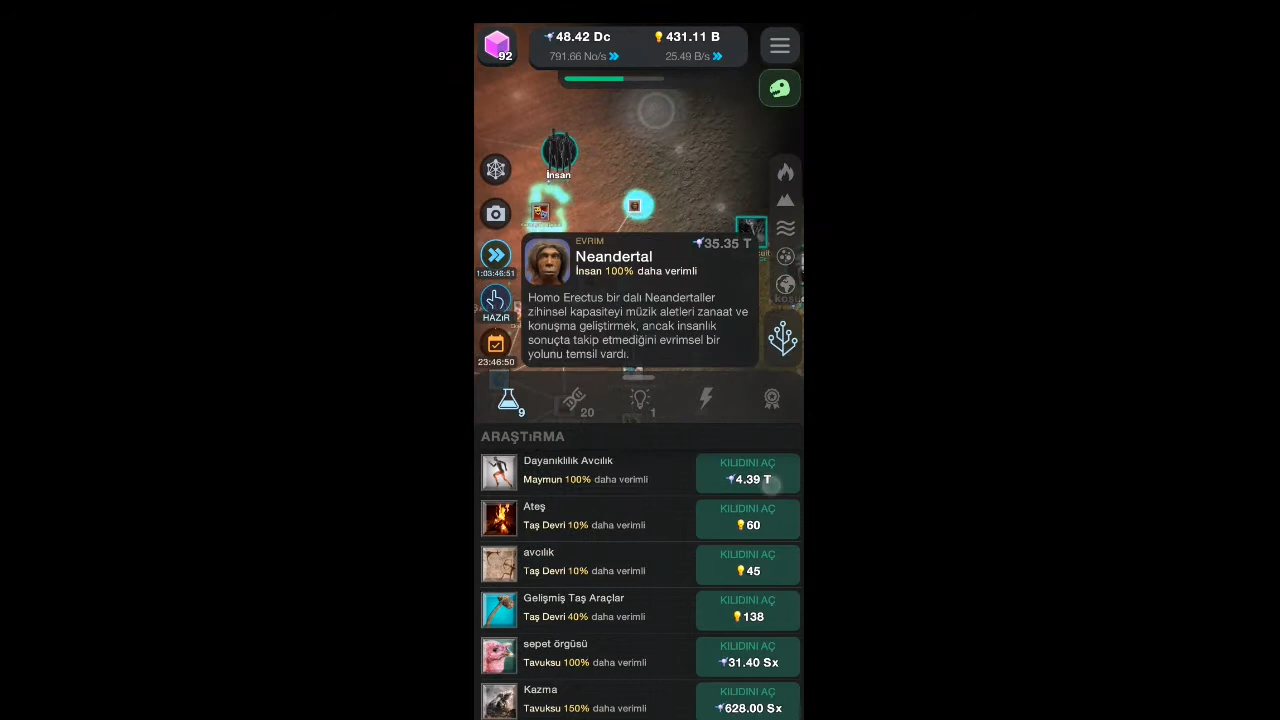 92
48.42 Dc
431.11 B
791.66 No/s
25.49 B/s
İnsan
EVRİM
35.35 T
Neandertal
İnsan 100% daha verimli
Homo Erectus bir dalı Neandertaller
zihinsel kapasiteyi müzik aletleri zanaat ve
konuşma geliştirmek, ancak insanlık
sonuçta takip etmediğini evrimsel bir
yolunu temsil vardı.
1:03:46:51
HAZıR
23:46:50
9
20
1
ARAŞTıRMA
Dayanıklılık Avcılık
Maymun 100% daha verimli
KILIDINI AÇ
4.39 T
Ateş
Taş Devri 10% daha verimli
KILIDINI AÇ
60
avcılık
Taş Devri 10% daha verimli
KILIDINI AÇ
45
Gelişmiş Taş Araçlar
Taş Devri 40% daha verimli
KILIDINI AÇ
138
sepet örgüsü
Tavuksu 100% daha verimli
KILIDINI AÇ
31.40 Sx
Kazma
Tavuksu 150% daha verimli
KILIDINI AÇ
628.00 Sx